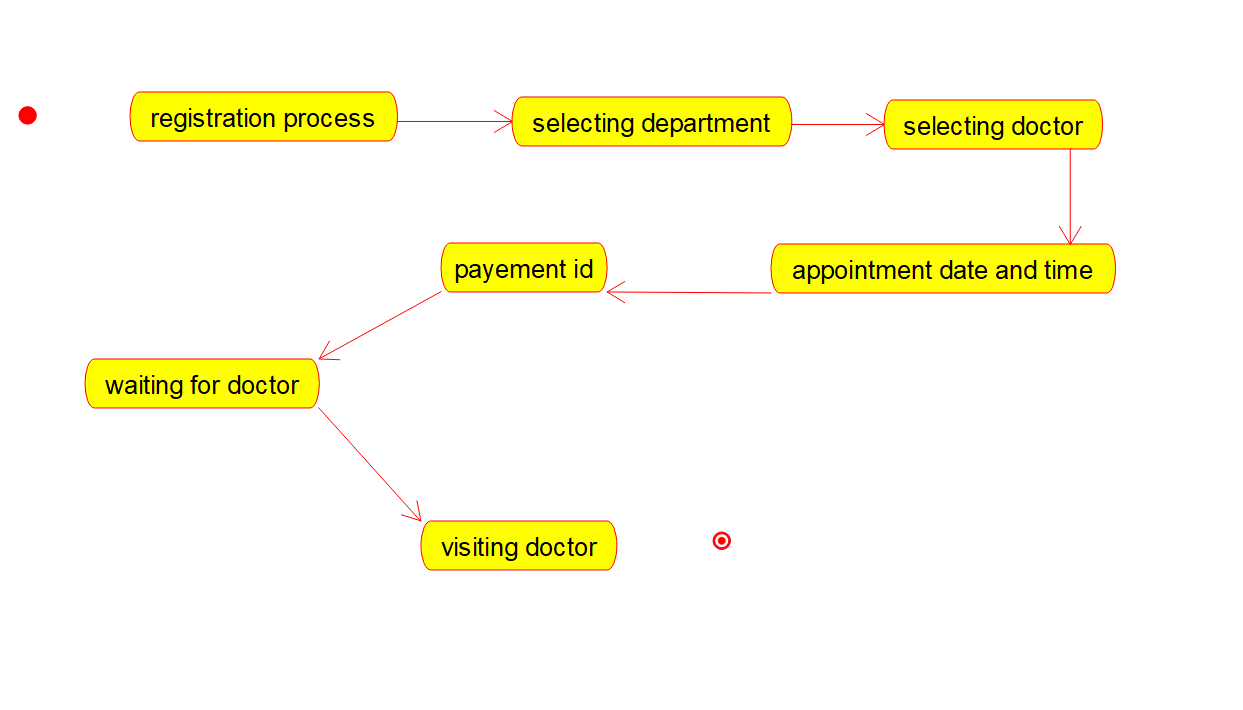 registration process
selecting department
selecting doctor
appointment date and time
payement id
waiting for doctor
visiting doctor